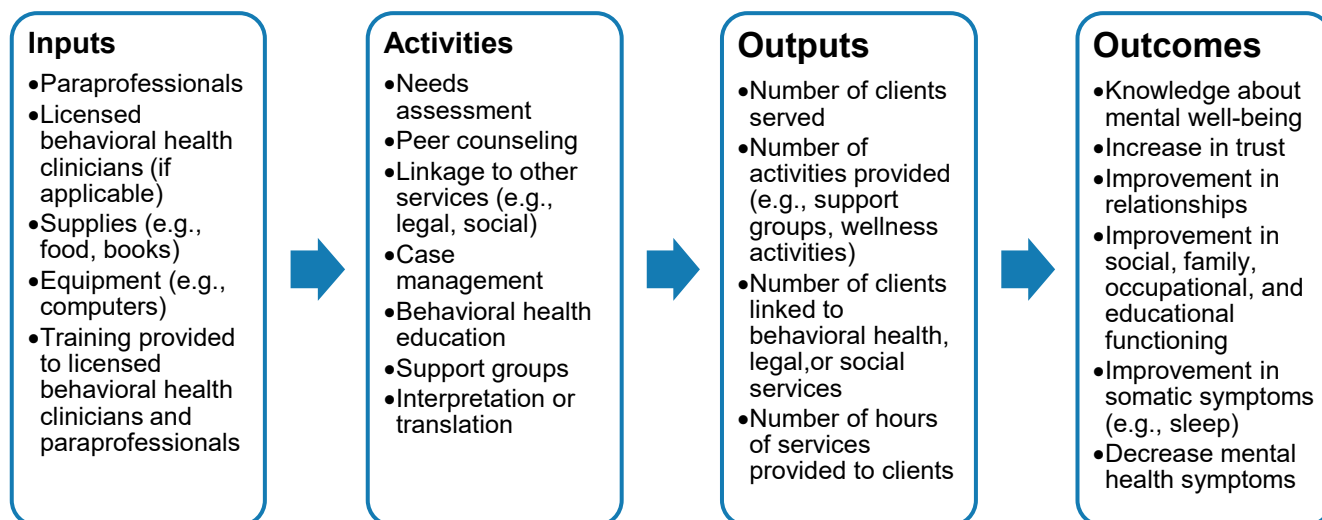 Inputs
•Paraprofessionals
•Licensed
behavioral health
clinicians (if
applicable)
•Supplies (e.g.,
food, books)
•Equipment (e.g.,
computers)
•Training provided
to licensed
behavioral health
clinicians and
paraprofessionals
Activities
•Needs
assessment
•Peer counseling
•Linkage to other
services (e.g.,
legal, social)
•Case
management
•Behavioral health
education
•Support groups
•Interpretation or
translation
Outputs
•Number of clients
served
•Number of
activities provided
(e.g., support
groups, wellness
activities)
•Number of clients
linked to
behavioral health,
legal,or social
services
•Number of hours
of services
provided to clients
Outcomes
•Knowledge about
mental well-being
•Increase in trust
•Improvement in
relationships
•Improvement in
social, family,
occupational, and
educational
functioning
•Improvement in
somatic symptoms
(e.g., sleep)
•Decrease mental
health symptoms